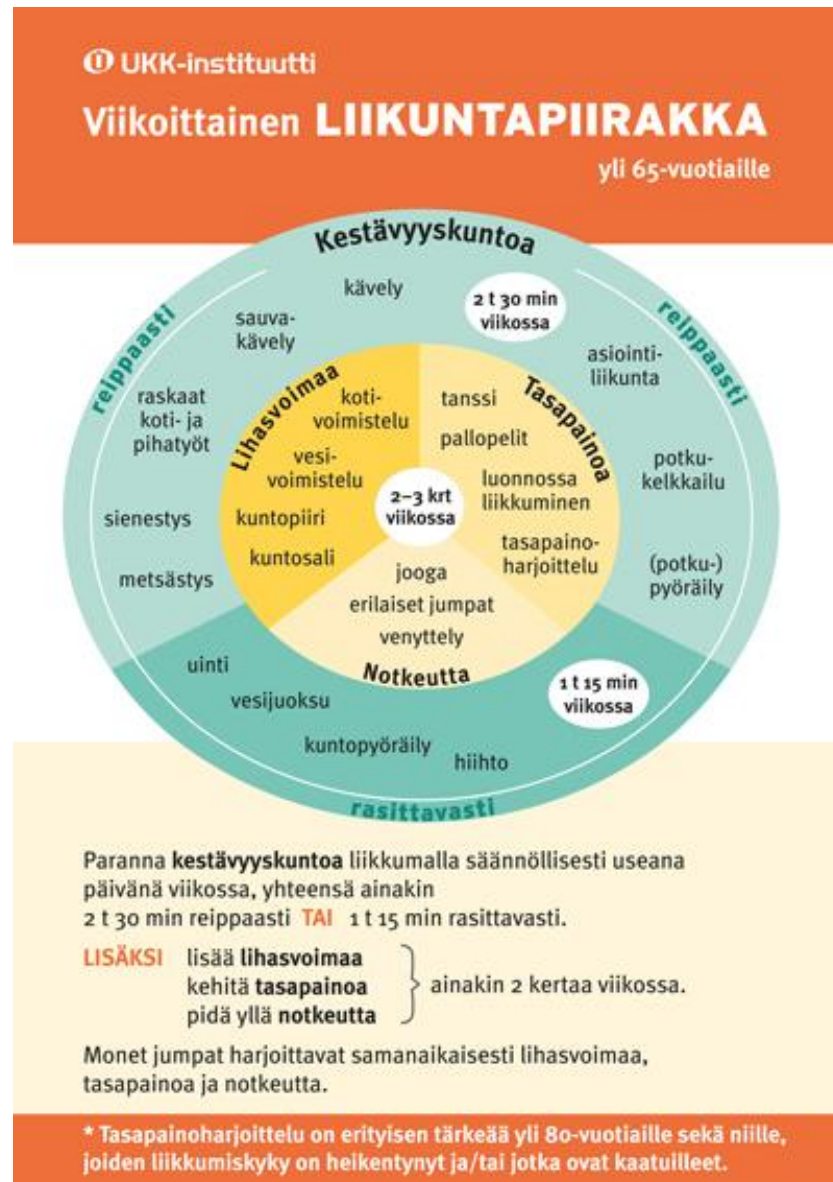 UKK-instituutti
Viikoittainen LIIKUNTAPIIRAKKA
yli 65-vuotiaille
Kestävyyskuntoa
reippaasti
reippaasti
kävely
2 t 30 min
viikossa
sauva-
kävely
asiointi-
liikunta
raskaat
koti- ja
pihatyöt
potku-
kelkkailu
sienestys
metsästys
(potku-)
pyöräily
Lihasvoimaa
koti-
voimistelu
vesi-
voimistelu
kuntopiiri
kuntosali
Tasapainoa
tanssi
pallopelit
luonnossa
liikkuminen
tasapaino-
harjoittelu
2–3 krt
viikossa
jooga
erilaiset jumpat
venyttely
Notkeutta
uinti
vesijuoksu
kuntopyöräily
hiihto
1 t 15 min
viikossa
rasittavasti
Paranna kestävyyskuntoa liikkumalla säännöllisesti useana
päivänä viikossa, yhteensä ainakin
2 t 30 min reippaasti TAI 1 t 15 min rasittavasti.
LISÄKSI lisää lihasvoimaa
kehitä tasapainoa
pidä yllä notkeutta
ainakin 2 kertaa viikossa.
Monet jumpat harjoittavat samanaikaisesti lihasvoimaa,
tasapainoa ja notkeutta.
* Tasapainoharjoittelu on erityisen tärkeää yli 80-vuotiaille sekä niille,
joiden liikkumiskyky on heikentynyt ja/tai jotka ovat kaatuilleet.